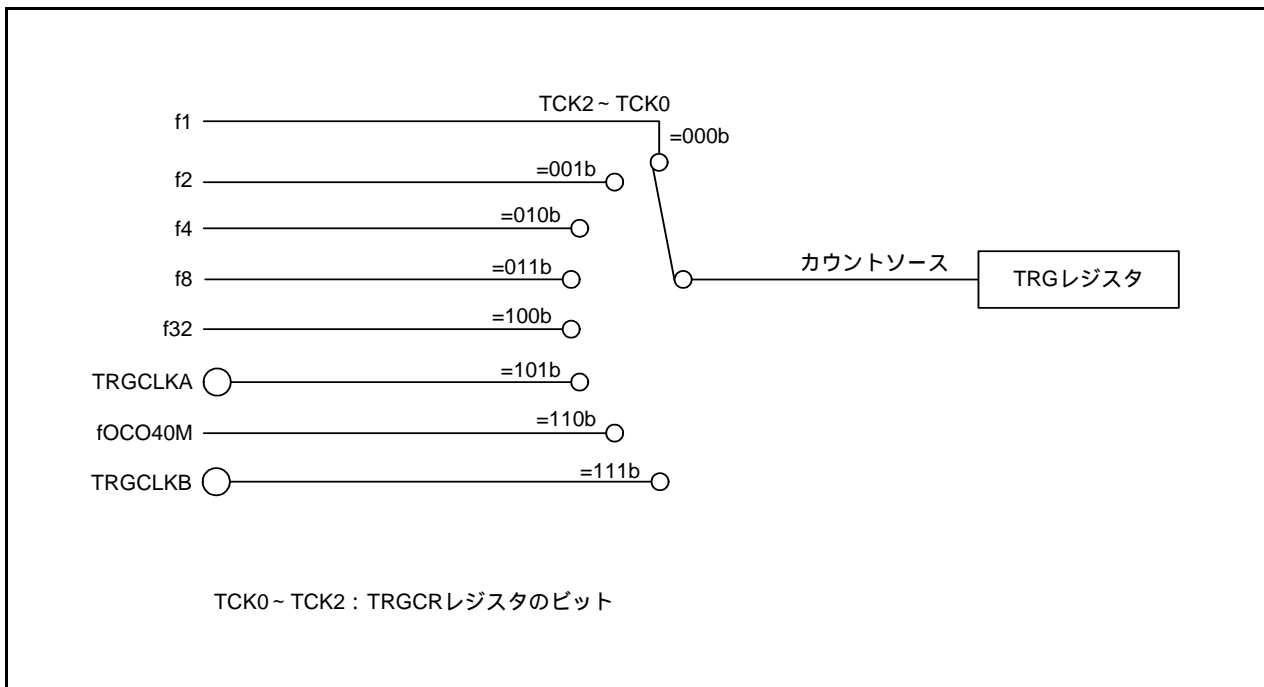 TCK2~TCK0
f1
=000b
f2
=001b
f4
=010b
f8
=011b
カウントソース
TRGレジスタ
f32
=100b
TRGCLKA
=101b
fOCO40M
=110b
TRGCLKB
=111b
TCK0~TCK2:TRGCRレジスタのビット